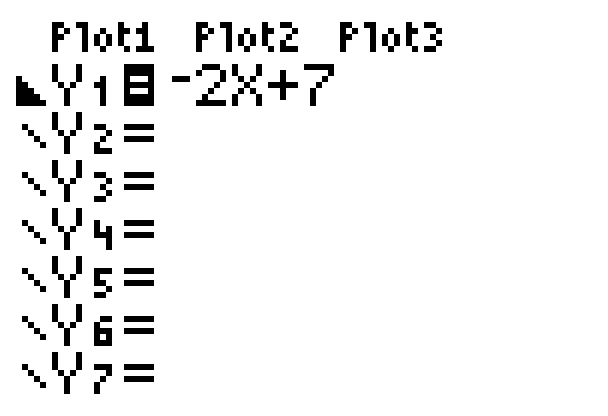 Plot1 Plot2 Plot3
◣Y1=-2X+7
\Y2=
\Y3=
\Y4=
\Y5=
\Y6=
\Y7=